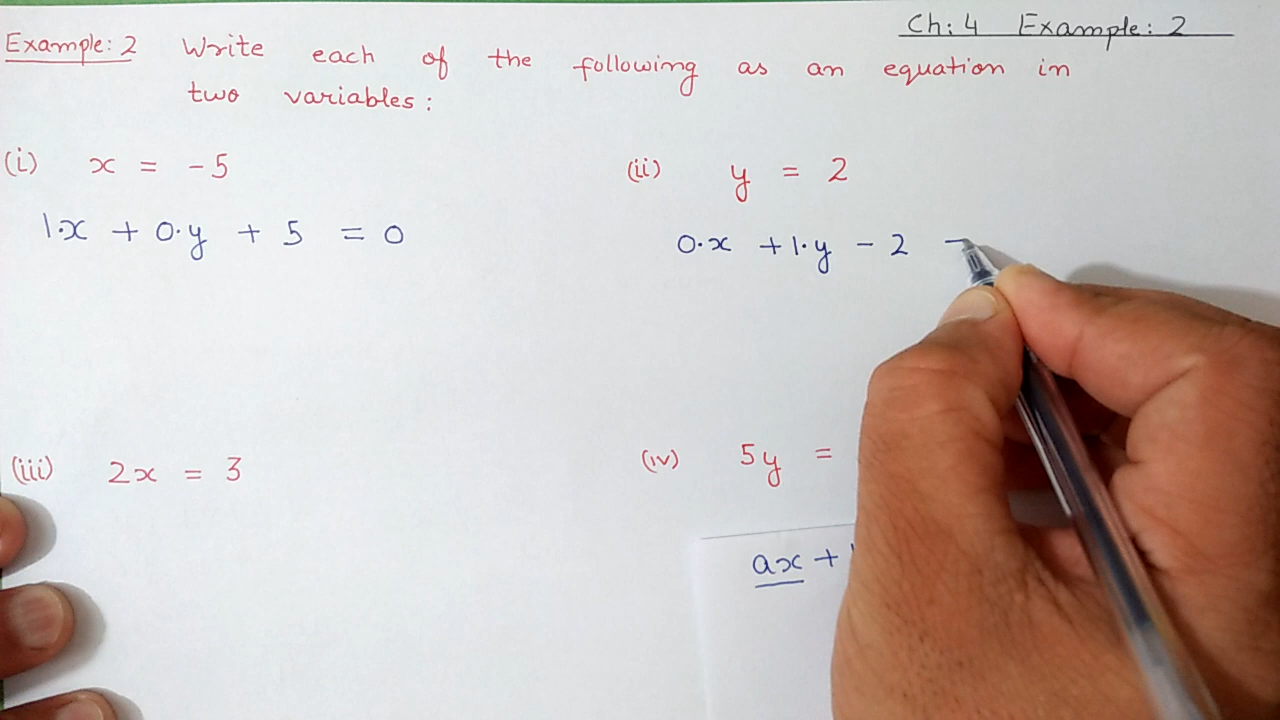 Ch: 4 Example: 2
Example: 2 Write each of the following as an equation in
two variables:
(i) x = -5
(ii) y = 2
1·x + 0·y + 5 = 0
0·x + 1·y - 2
(iii) 2x = 3
(iv) 5y =
ax +